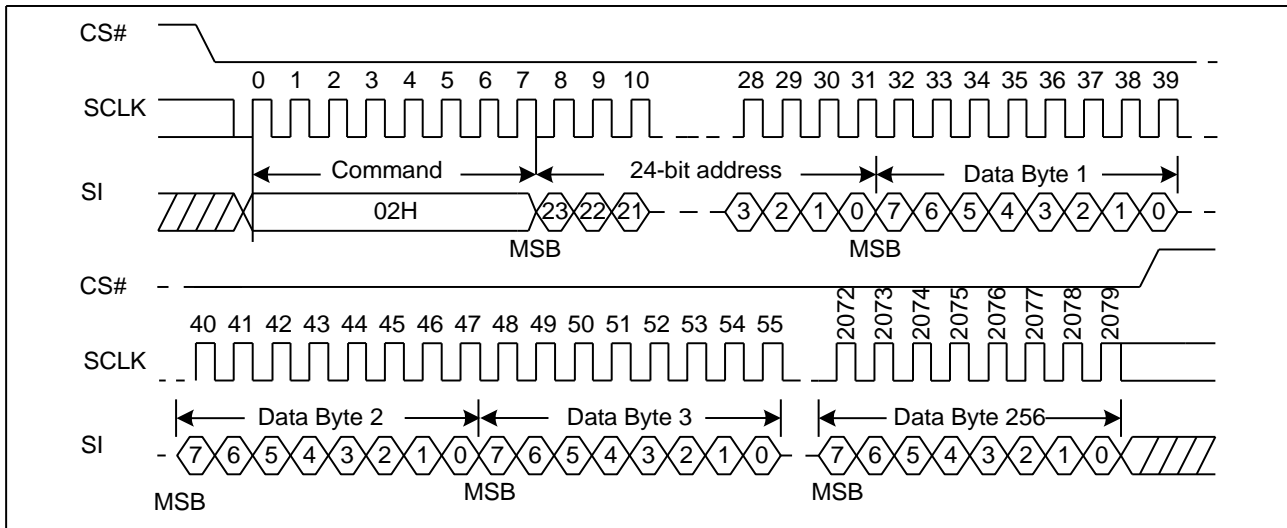 CS#
0 1 2 3 4 5 6 7 8 9 10 28 29 30 31 32 33 34 35 36 37 38 39
SCLK
Command 24-bit address Data Byte 1
SI
02H 23 22 21 3 2 1 0 7 6 5 4 3 2 1 0
MSB MSB
CS#
40 41 42 43 44 45 46 47 48 49 50 51 52 53 54 55 2072 2073 2074 2075 2076 2077 2078 2079
SCLK
Data Byte 2 Data Byte 3 Data Byte 256
SI
7 6 5 4 3 2 1 0 7 6 5 4 3 2 1 0 7 6 5 4 3 2 1 0
MSB MSB MSB